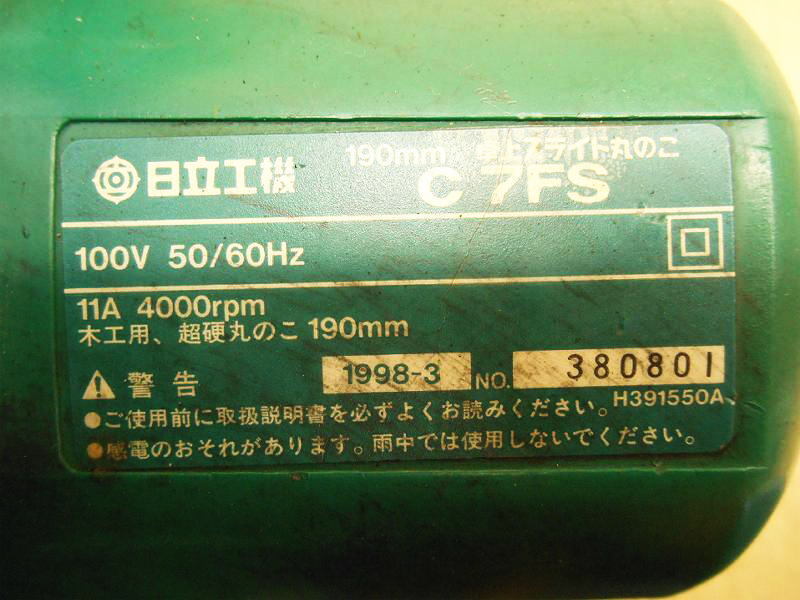 日立工機 190mm 卓上スライド丸のこ
C 7FS
100V 50/60Hz
11A 4000rpm
木工用、超硬丸のこ 190mm
警告 1998-3 NO. 380801
H391550A
●ご使用前に取扱説明書を必ずよくお読みください。
●感電のおそれがあります。雨中では使用しないでください。